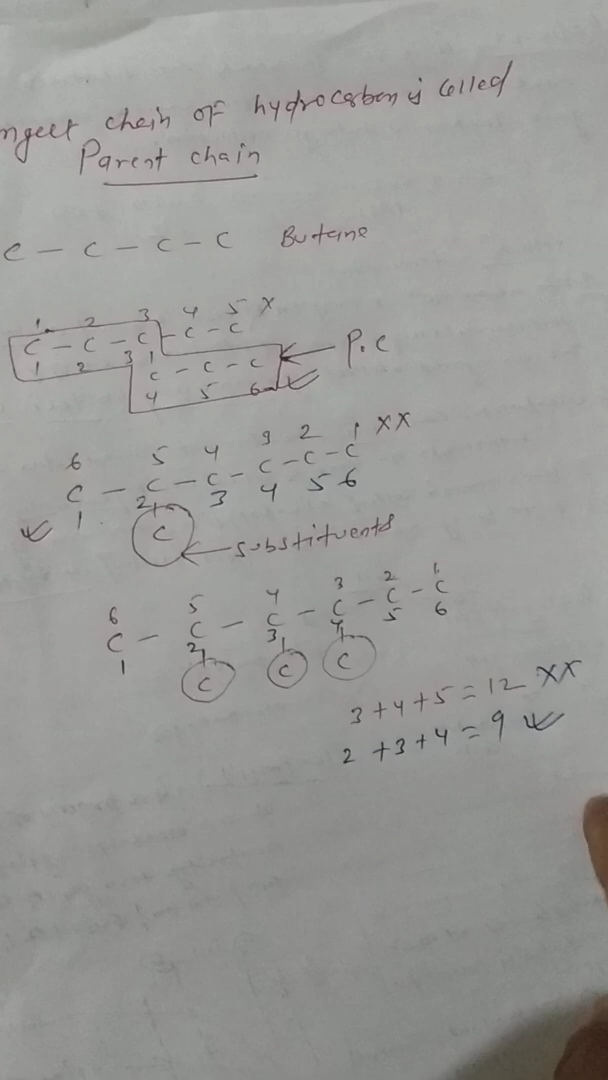 chain of hydrocarbon is called
Parent chain
C - C - C - C Butane
1 2 3 4 5 X
C - C - C - C - C
1 2 3
C - C - C ← P.C
4 5 6
6 5 4 3 2 1 XX
C - C - C - C - C - C
1 2 3 4 5 6
C ← substituents
6 5 4 3 2 1
C - C - C - C - C - C
1 2 3 4 5 6
C C C
3 + 4 + 5 = 12 XX
2 + 3 + 4 = 9